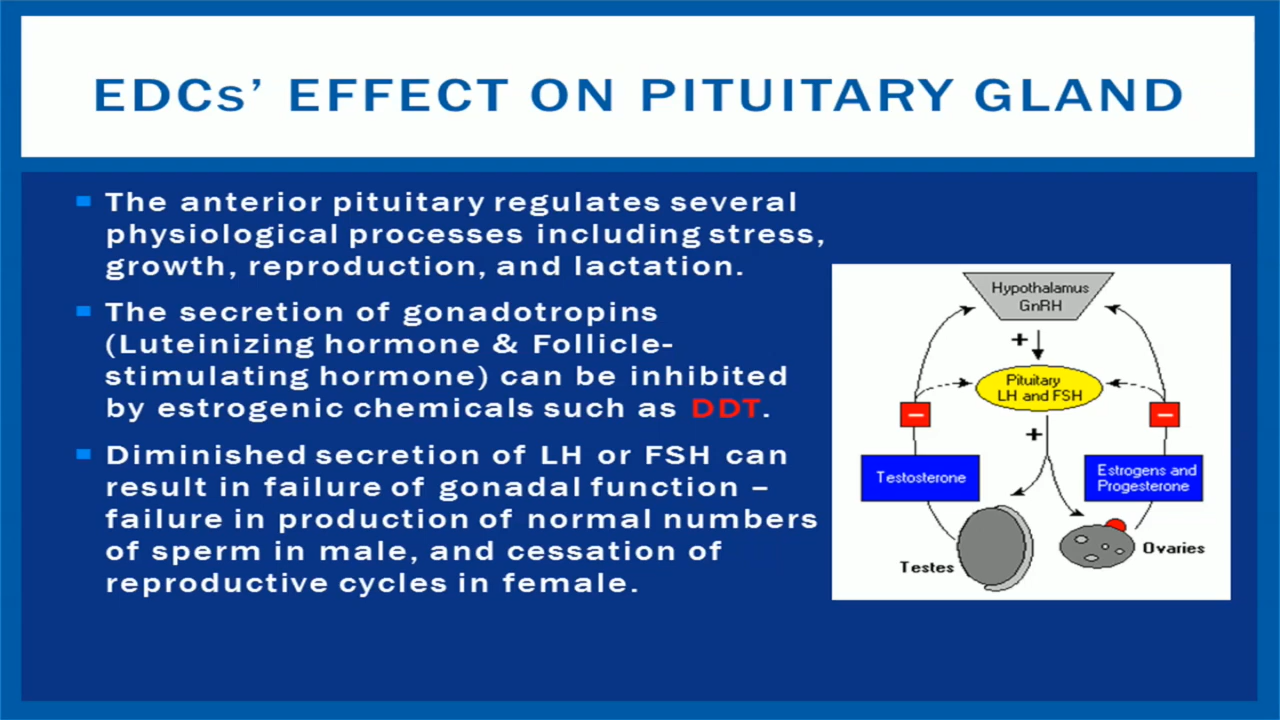 EDCs’ EFFECT ON PITUITARY GLAND
The anterior pituitary regulates several
physiological processes including stress,
growth, reproduction, and lactation.
The secretion of gonadotropins
(Luteinizing hormone & Follicle-
stimulating hormone) can be inhibited
by estrogenic chemicals such as DDT.
Diminished secretion of LH or FSH can
result in failure of gonadal function –
failure in production of normal numbers
of sperm in male, and cessation of
reproductive cycles in female.
Hypothalamus
GnRH
+
Pituitary
LH and FSH
−
−
+
Testosterone
Estrogens and
Progesterone
Testes
Ovaries